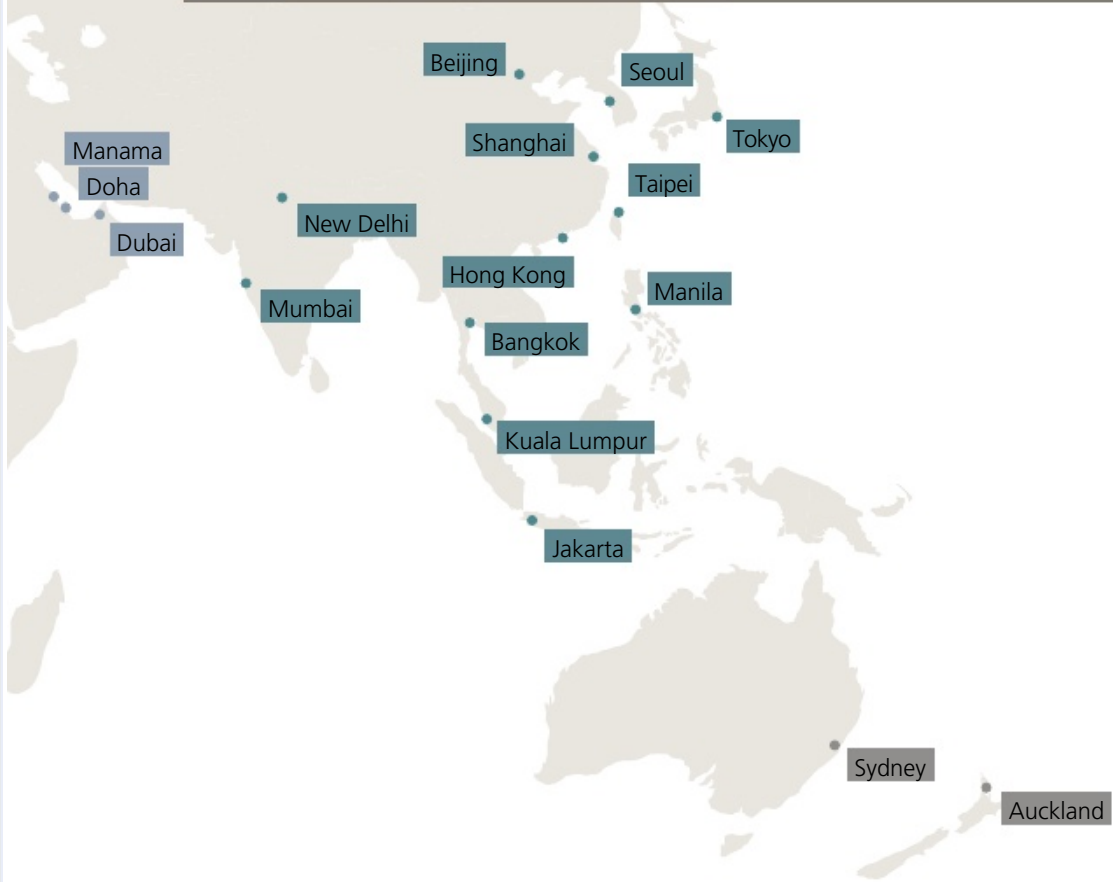 Beijing
Seoul
Tokyo
Shanghai
Manama
Doha
Taipei
New Delhi
Dubai
Hong Kong
Manila
Mumbai
Bangkok
Kuala Lumpur
Jakarta
Sydney
Auckland